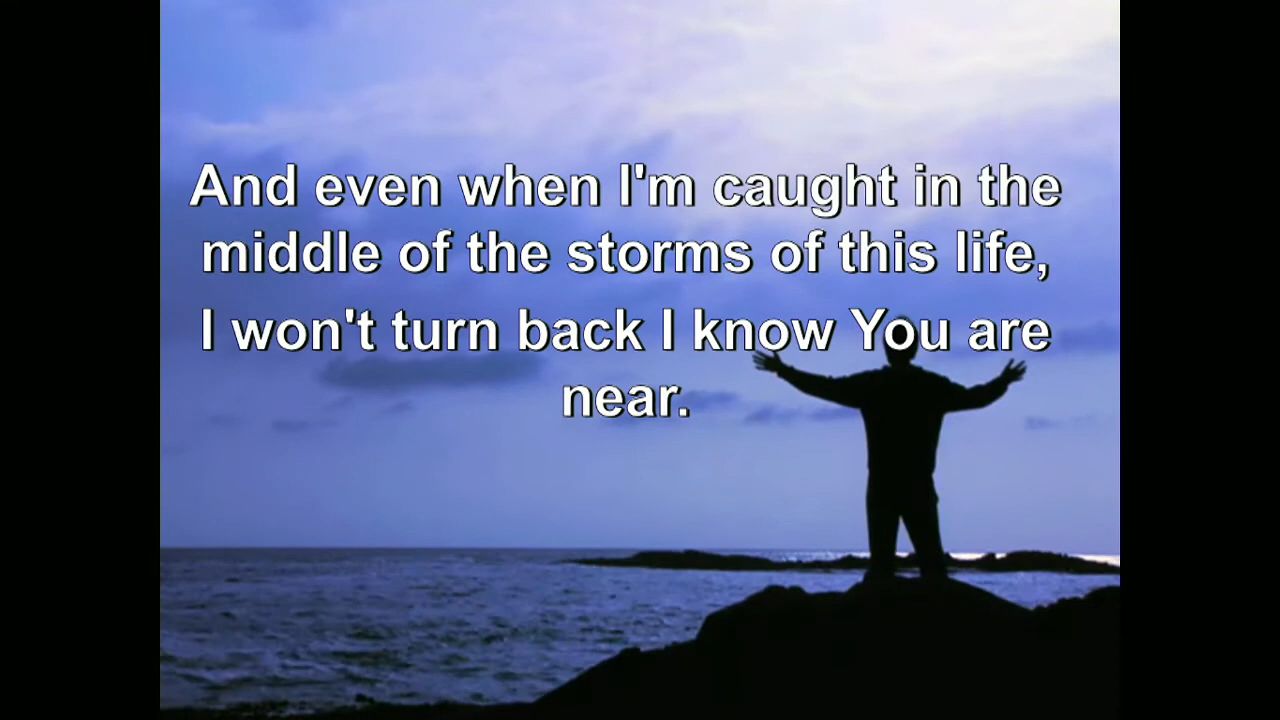 And even when I'm caught in the
middle of the storms of this life,
I won't turn back I know You are
near.